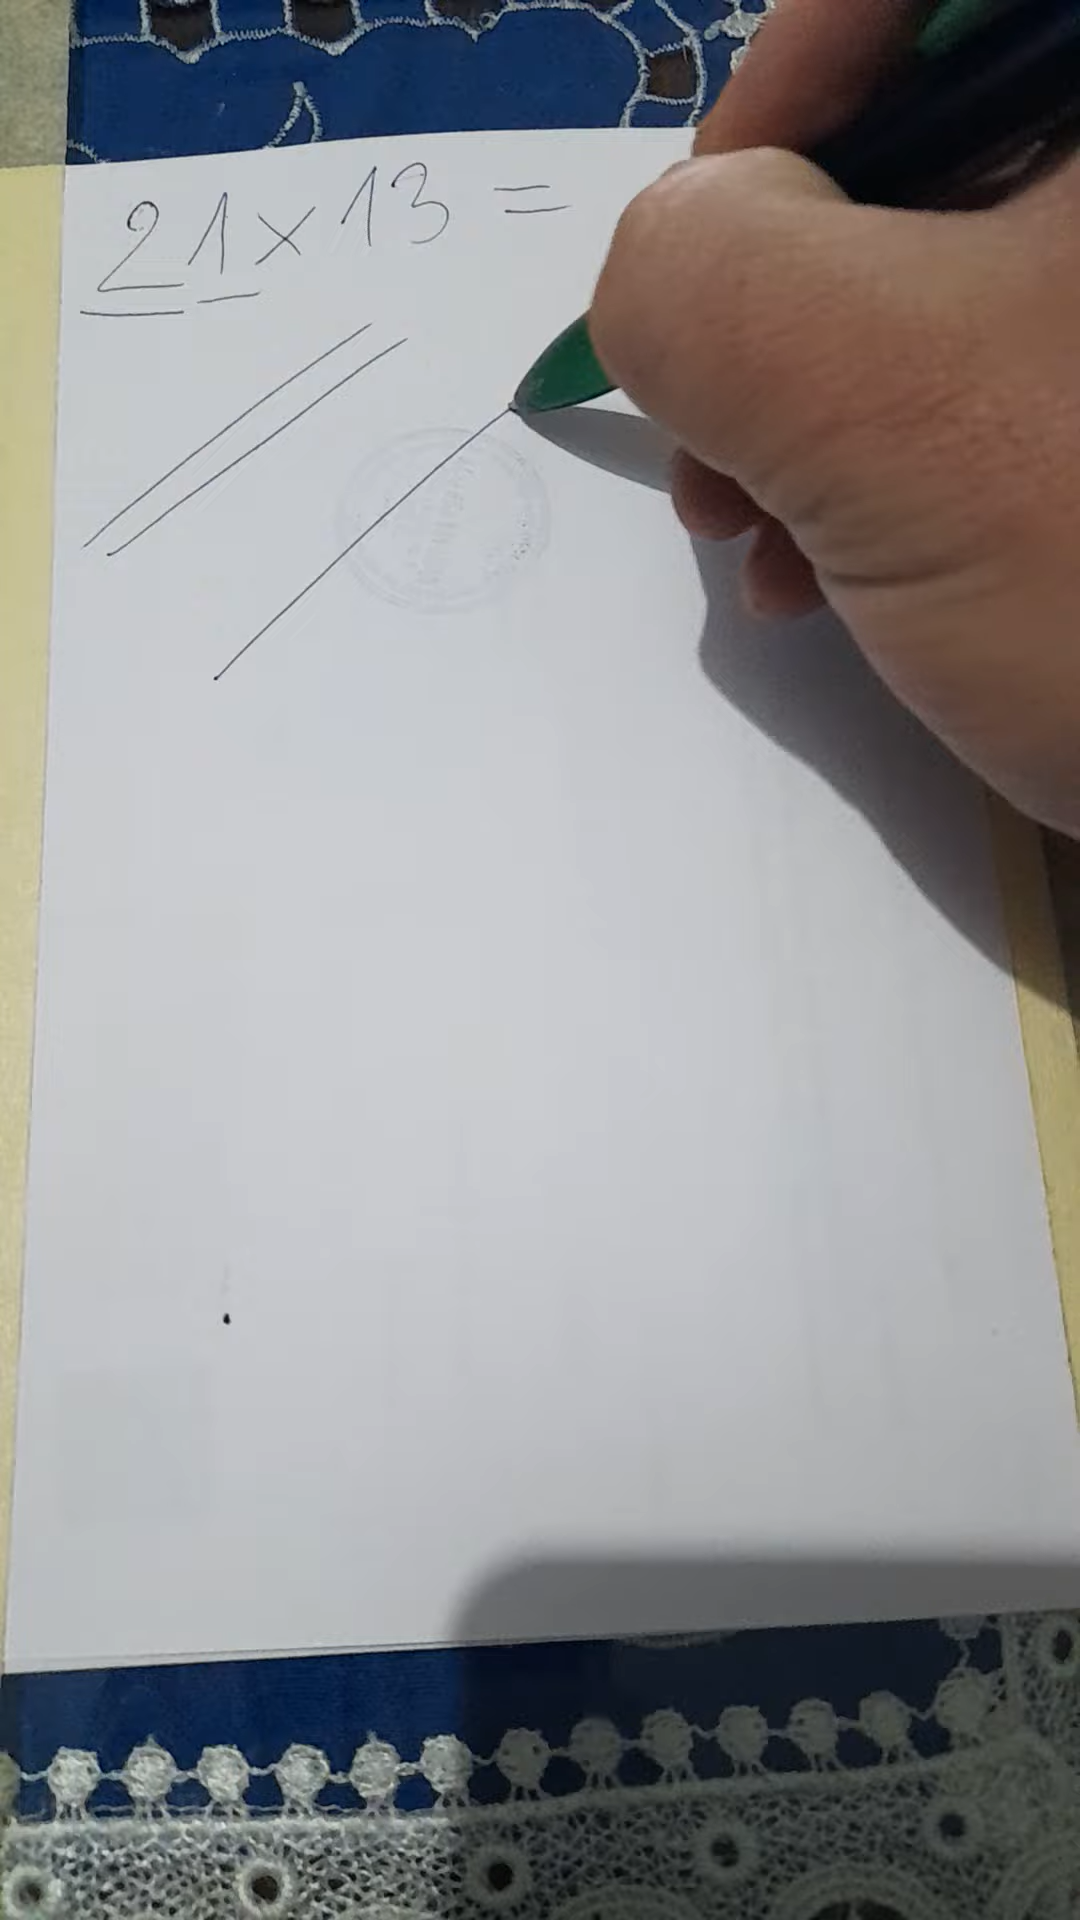 21 × 13 =